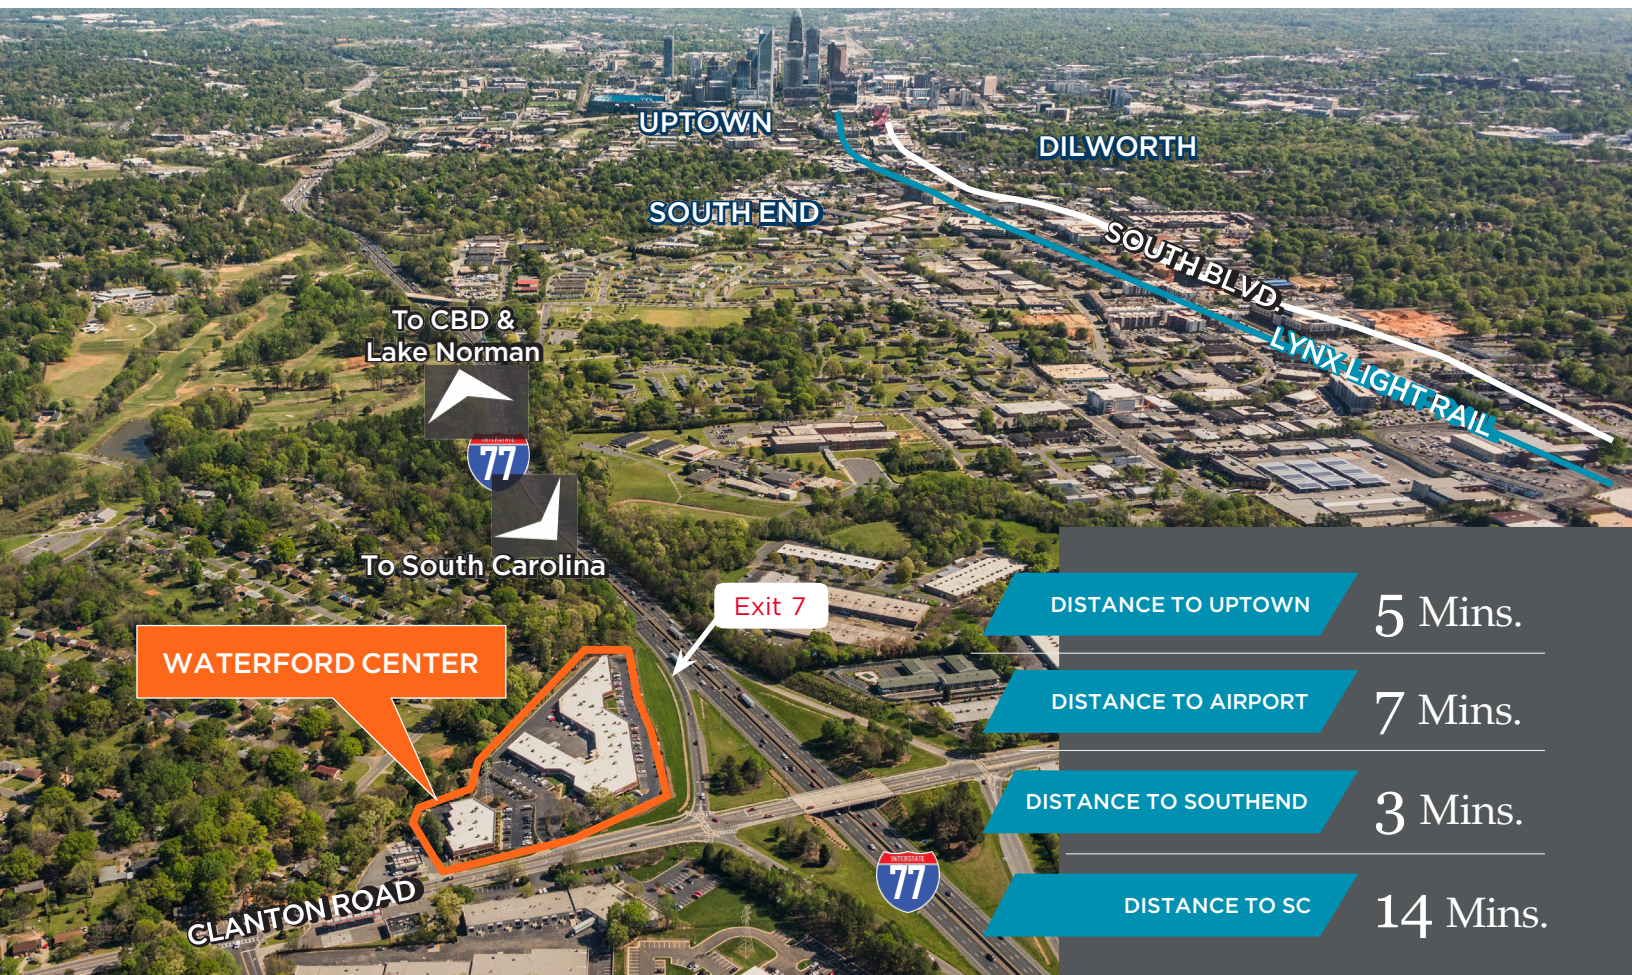 UPTOWN
DILWORTH
SOUTH END
SOUTH BLVD.
To CBD &
Lake Norman
LYNX LIGHT RAIL
INTERSTATE
77
To South Carolina
Exit 7
WATERFORD CENTER
DISTANCE TO UPTOWN 5 Mins.
DISTANCE TO AIRPORT 7 Mins.
DISTANCE TO SOUTHEND 3 Mins.
INTERSTATE
77
CLANTON ROAD
DISTANCE TO SC 14 Mins.